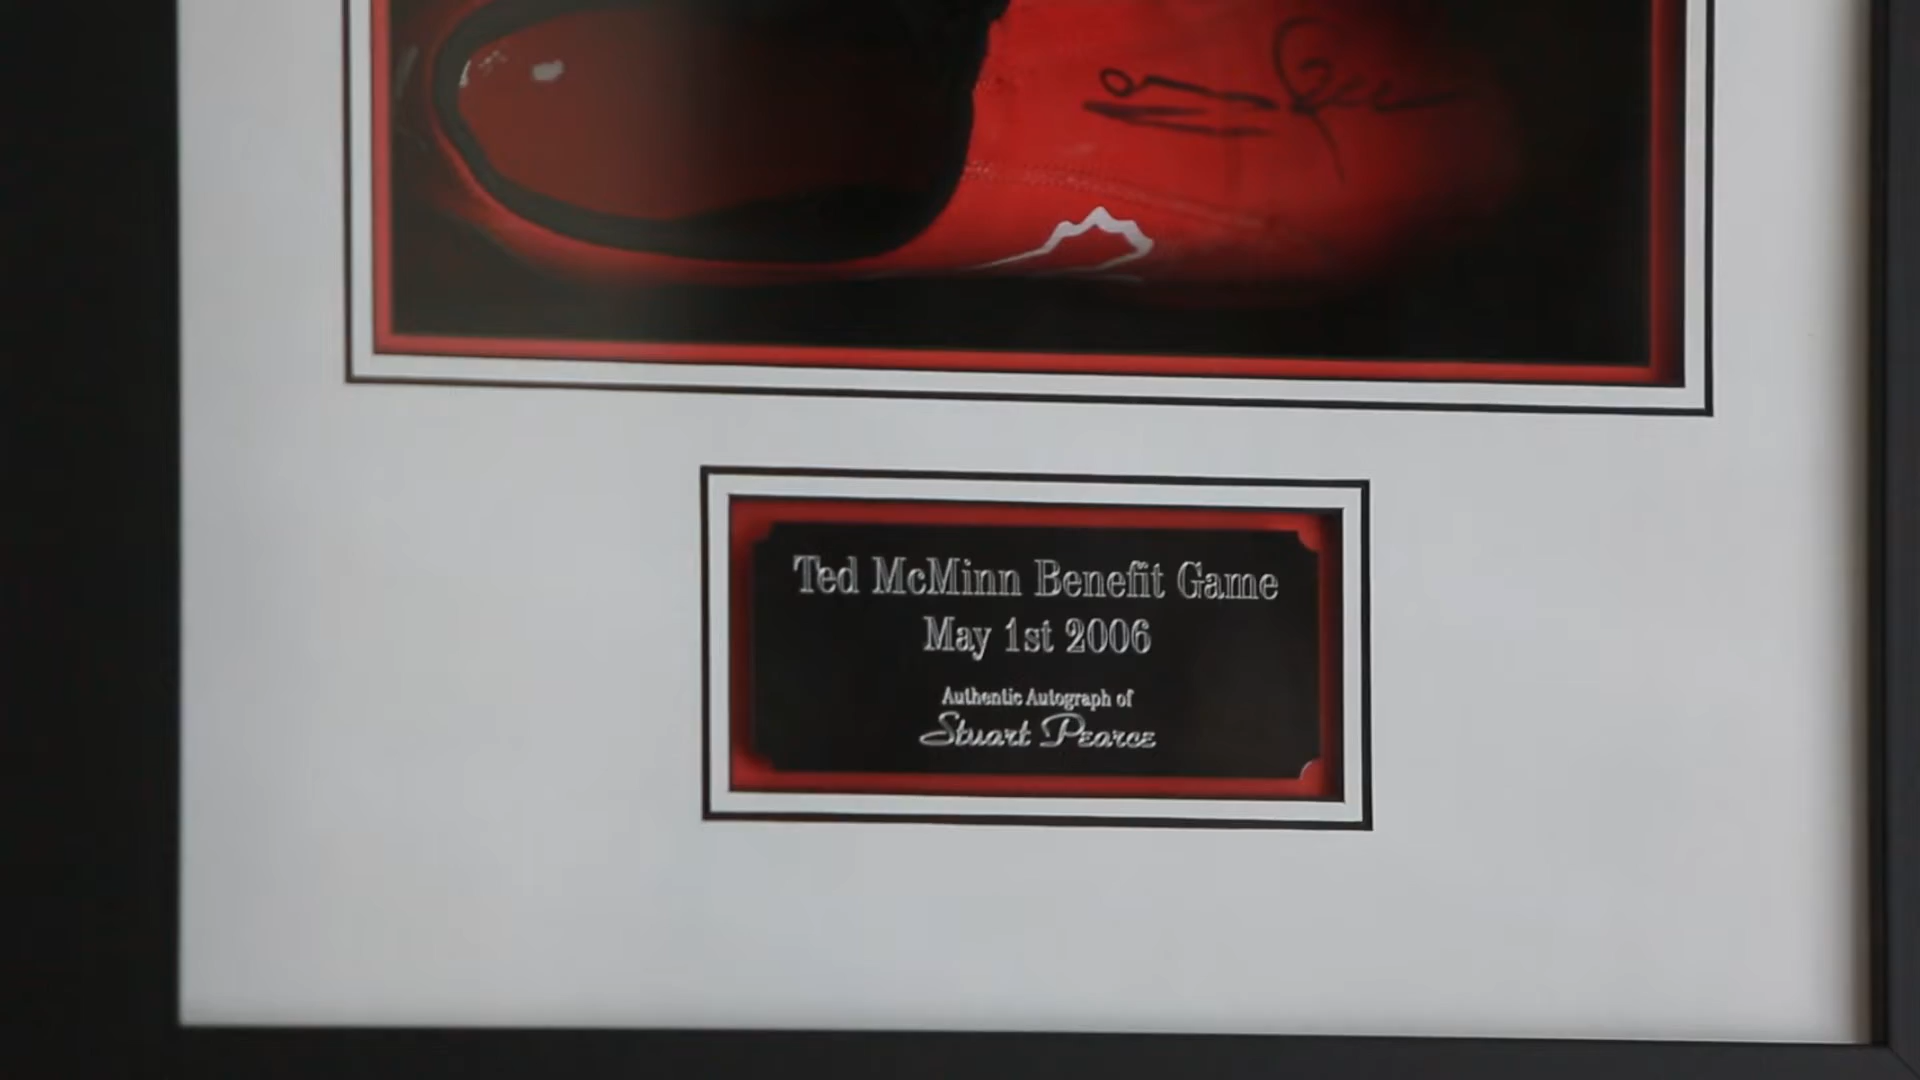 Ted McMinn Benefit Game
May 1st 2006
Authentic Autograph of
Stuart Pearce